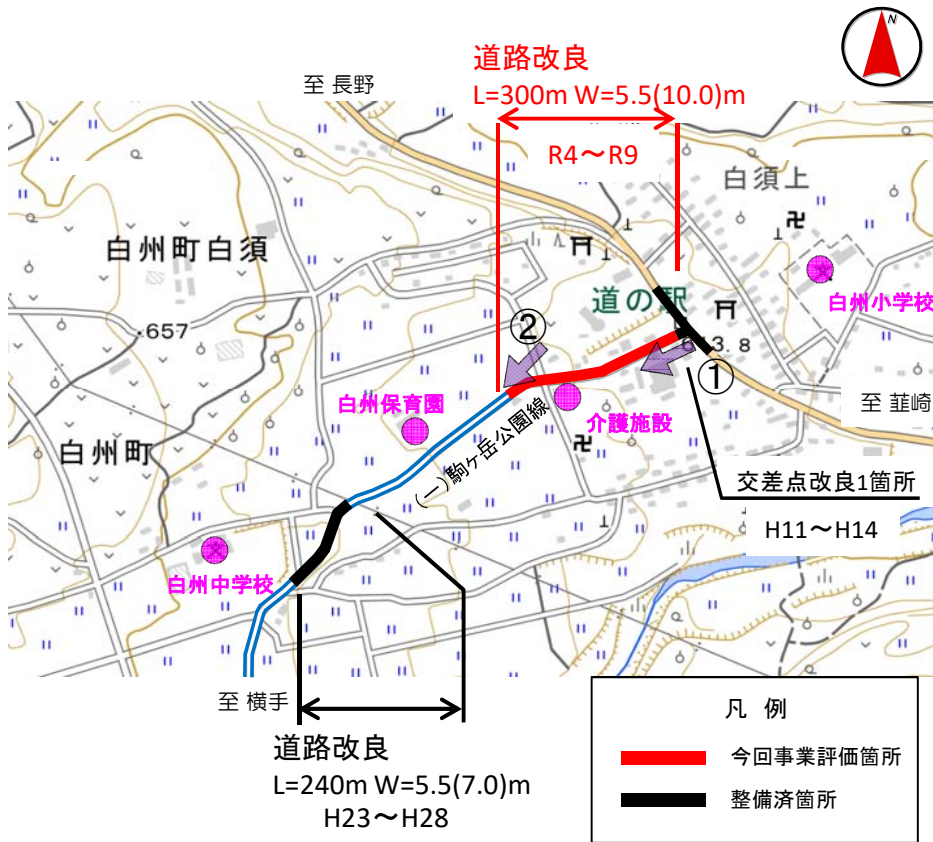 N
道路改良
L=300m W=5.5(10.0)m
至 長野
R4～R9
白須上
白州町白須
道の駅
白州小学校
657
②
3.8
①
白州保育園
介護施設
至 韮崎
(一)駒ケ岳公園線
白州町
交差点改良1箇所
H11～H14
白州中学校
至 横手
道路改良
L=240m W=5.5(7.0)m
H23～H28
凡 例
今回事業評価箇所
整備済箇所